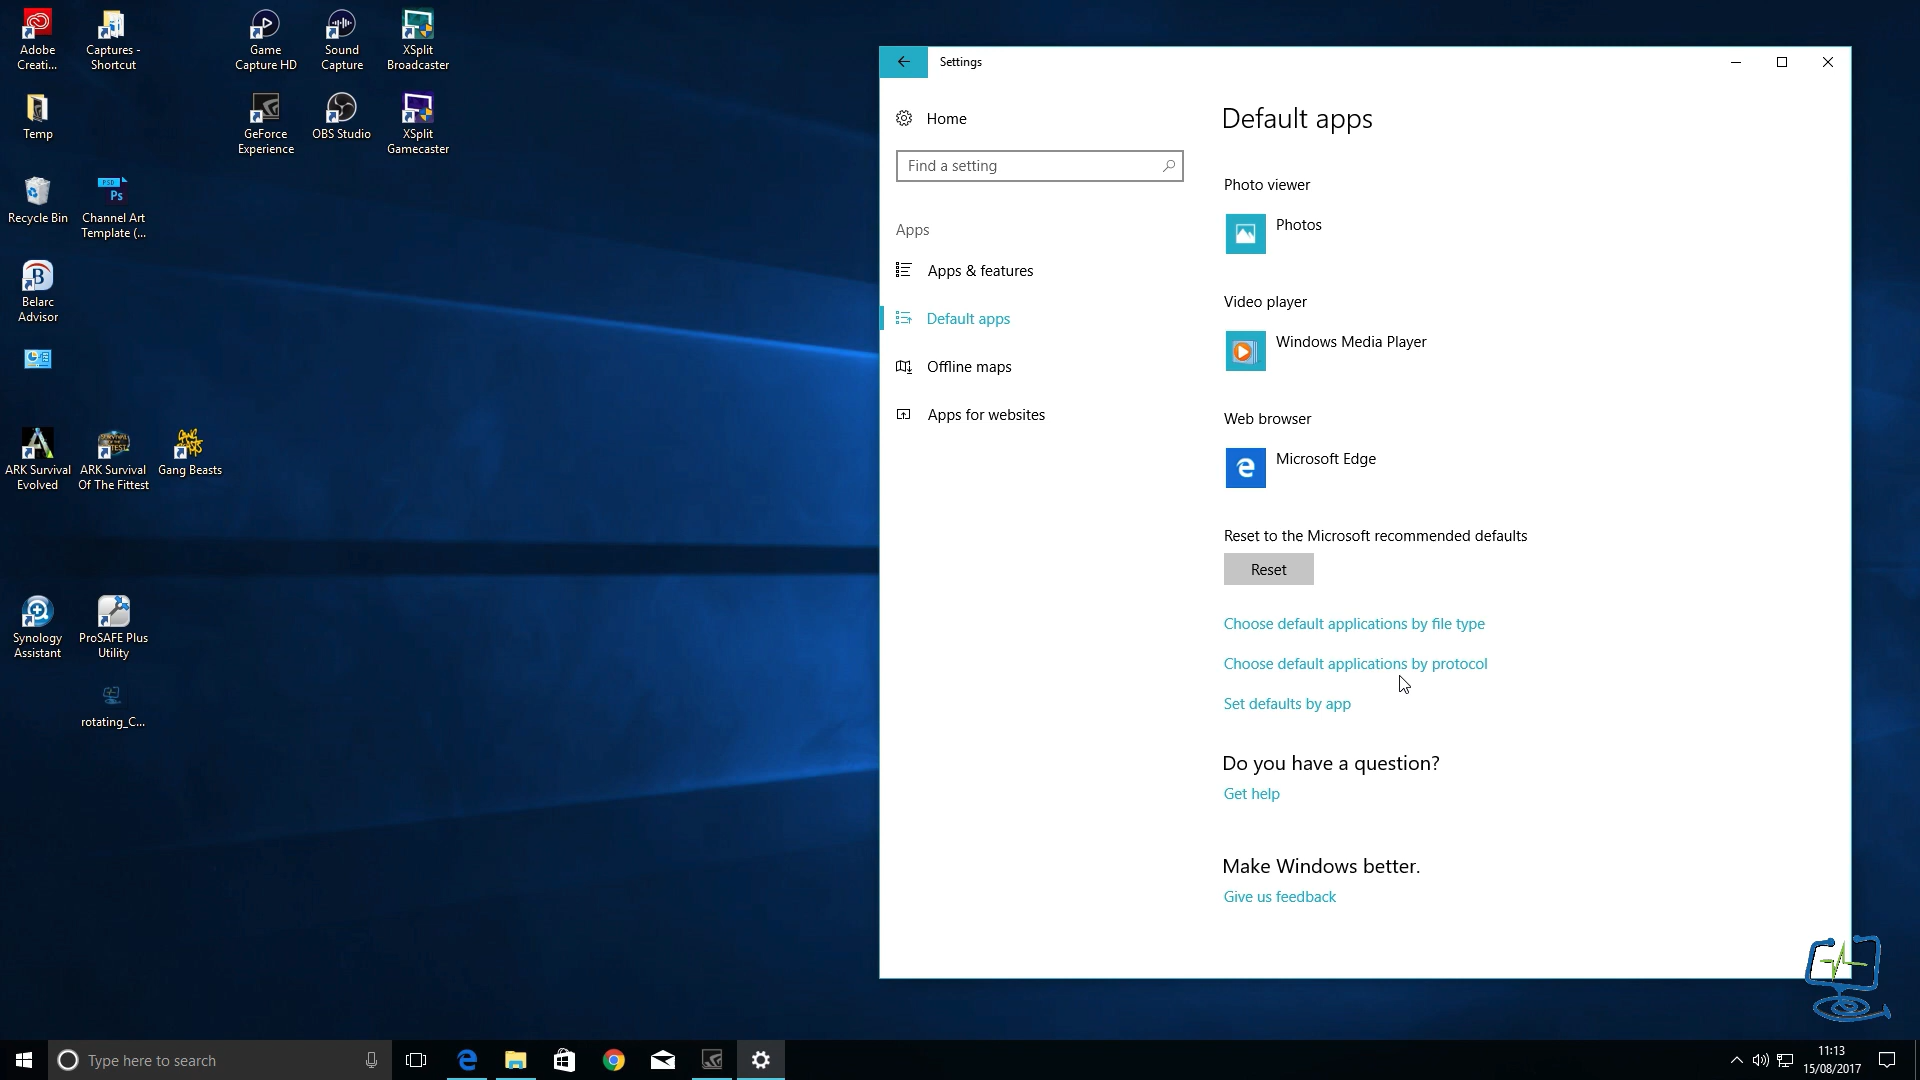 Adobe
Creati...
Captures -
Shortcut
Game
Capture HD
Sound
Capture
XSplit
Broadcaster
Temp
GeForce
Experience
OBS Studio
XSplit
Gamecaster
Recycle Bin
PSD
Ps
Channel Art
Template (...
B
Belarc
Advisor
ARK Survival
Evolved
ARK Survival
Of The Fittest
Gang Beasts
Synology
Assistant
ProSAFE Plus
Utility
rotating_C...
Settings
Home
Find a setting
Apps
Apps & features
Default apps
Offline maps
Apps for websites
Default apps
Photo viewer
Photos
Video player
Windows Media Player
Web browser
Microsoft Edge
Reset to the Microsoft recommended defaults
Reset
Choose default applications by file type
Choose default applications by protocol
Set defaults by app
Do you have a question?
Get help
Make Windows better.
Give us feedback
Type here to search
11:13
15/08/2017